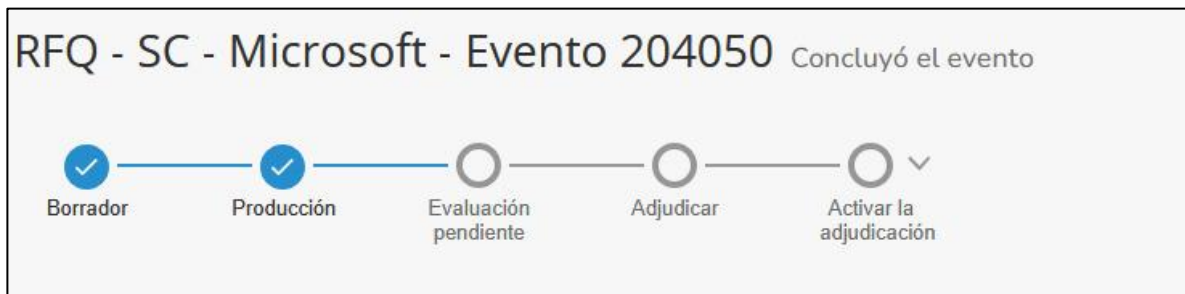 RFQ - SC - Microsoft - Evento 204050 Concluyó el evento
Borrador Producción Evaluación pendiente Adjudicar Activar la adjudicación